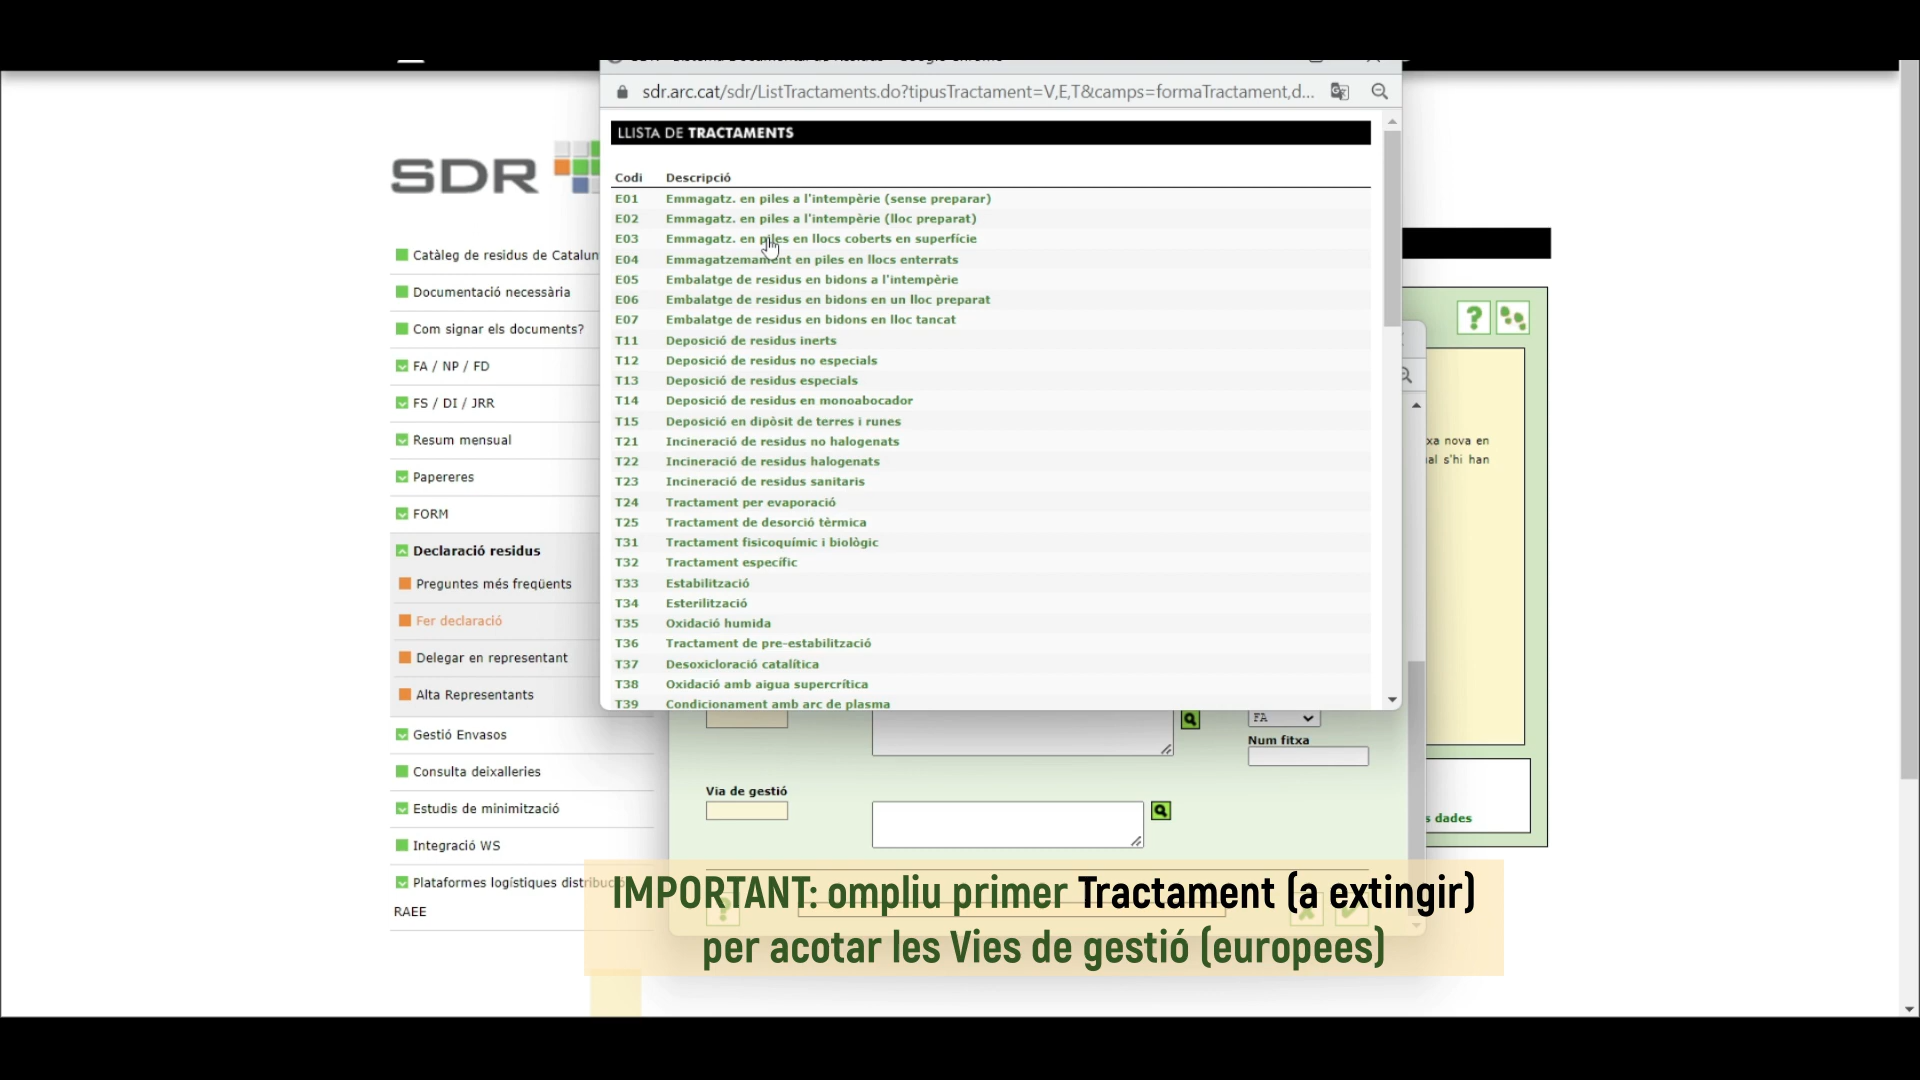 sdr.arc.cat/sdr/ListTractaments.do?tipusTractament=V,E,T&camps=formaTractament,d...
LLISTA DE TRACTAMENTS
Codi Descripció
E01 Emmagatz. en piles a l'intempèrie (sense preparar)
E02 Emmagatz. en piles a l'intempèrie (lloc preparat)
E03 Emmagatz. en piles en llocs coberts en superfície
E04 Emmagatzemament en piles en llocs enterrats
E05 Embalatge de residus en bidons a l'intempèrie
E06 Embalatge de residus en bidons en un lloc preparat
E07 Embalatge de residus en bidons en lloc tancat
T11 Deposició de residus inerts
T12 Deposició de residus no especials
T13 Deposició de residus especials
T14 Deposició de residus en monoabocador
T15 Deposició en dipòsit de terres i runes
T21 Incineració de residus no halogenats
T22 Incineració de residus halogenats
T23 Incineració de residus sanitaris
T24 Tractament per evaporació
T25 Tractament de desorció tèrmica
T31 Tractament fisicoquímic i biològic
T32 Tractament específic
T33 Estabilització
T34 Esterilització
T35 Oxidació humida
T36 Tractament de pre-estabilització
T37 Desoxicloració catalítica
T38 Oxidació amb aigua supercrítica
T39 Condicionament amb arc de plasma
SDR
Catàleg de residus de Catalun
Documentació necessària
Com signar els documents?
FA / NP / FD
FS / DI / JRR
Resum mensual
Papereres
FORM
Declaració residus
Preguntes més freqüents
Fer declaració
Delegar en representant
Alta Representants
Gestió Envasos
Consulta deixalleries
Estudis de minimització
Integració WS
Plataformes logístiques distribució
RAEE
xa nova en
al s'hi han
s dades
FA
Num fitxa
Via de gestió
IMPORTANT: ompliu primer Tractament (a extingir)
per acotar les Vies de gestió (europees)